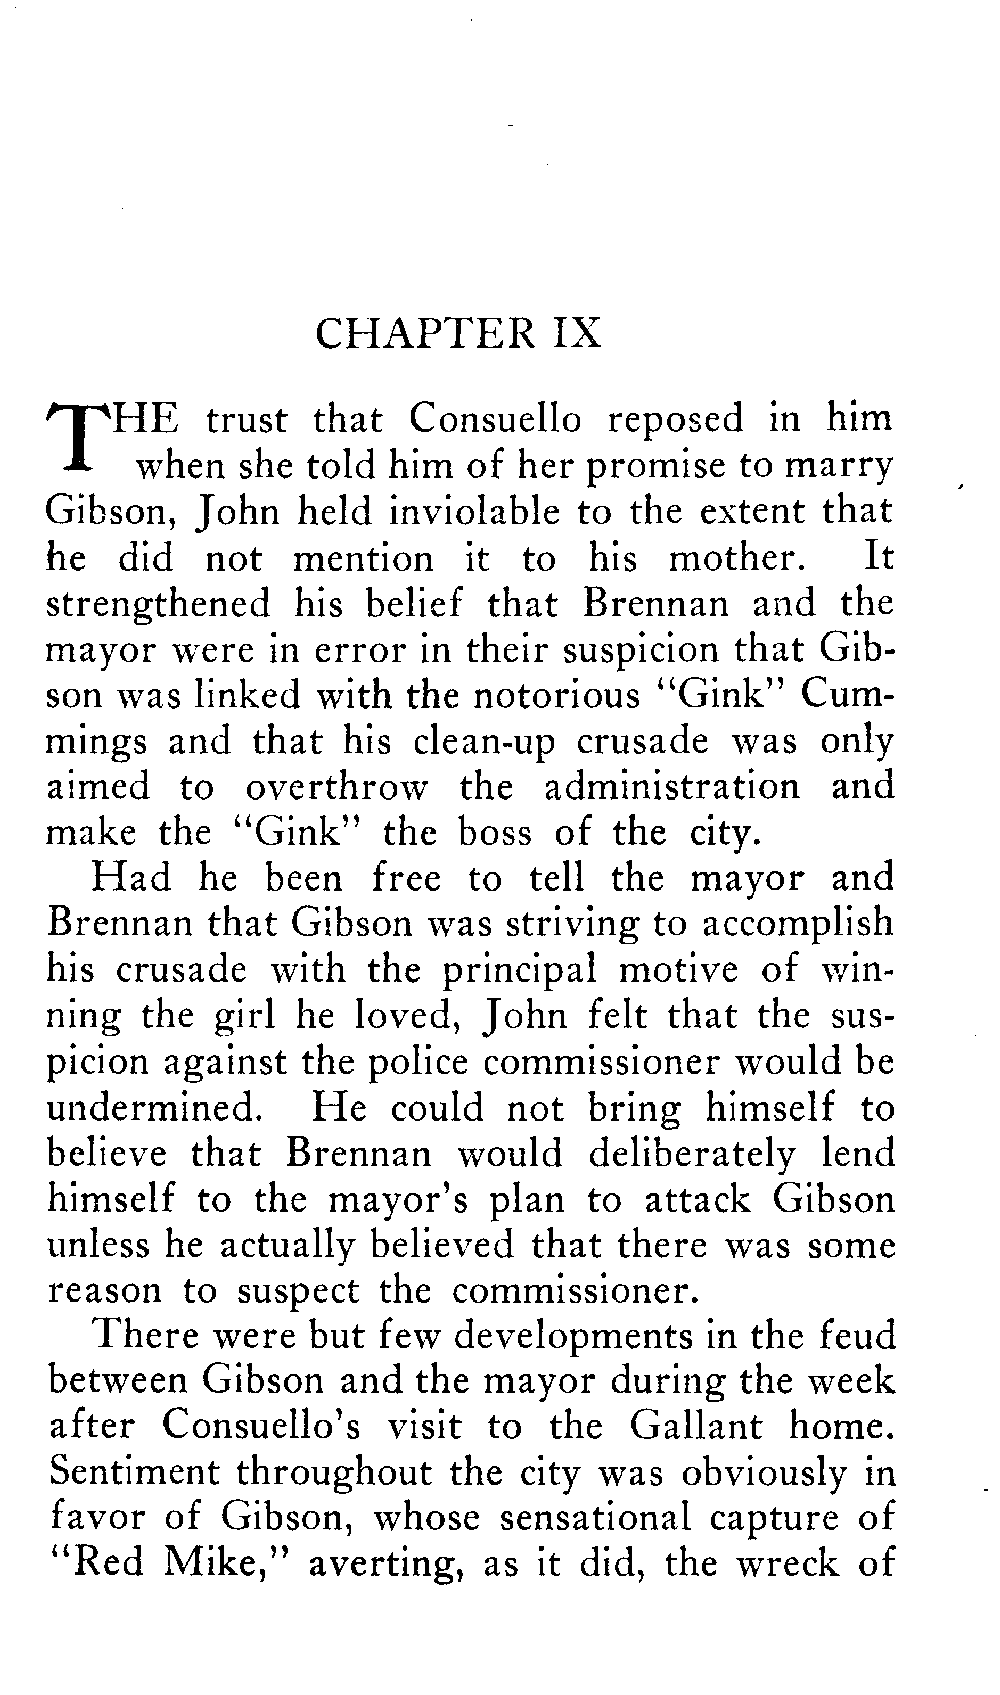 CHAPTER IX
THE trust that Consuello reposed in him
when she told him of her promise to marry
Gibson, John held inviolable to the extent that
he did not mention it to his mother. It
strengthened his belief that Brennan and the
mayor were in error in their suspicion that Gib-
son was linked with the notorious "Gink" Cum-
mings and that his clean-up crusade was only
aimed to overthrow the administration and
make the "Gink" the boss of the city.
Had he been free to tell the mayor and
Brennan that Gibson was striving to accomplish
his crusade with the principal motive of win-
ning the girl he loved, John felt that the sus-
picion against the police commissioner would be
undermined. He could not bring himself to
believe that Brennan would deliberately lend
himself to the mayor's plan to attack Gibson
unless he actually believed that there was some
reason to suspect the commissioner.
There were but few developments in the feud
between Gibson and the mayor during the week
after Consuello's visit to the Gallant home.
Sentiment throughout the city was obviously in
favor of Gibson, whose sensational capture of
"Red Mike," averting, as it did, the wreck of